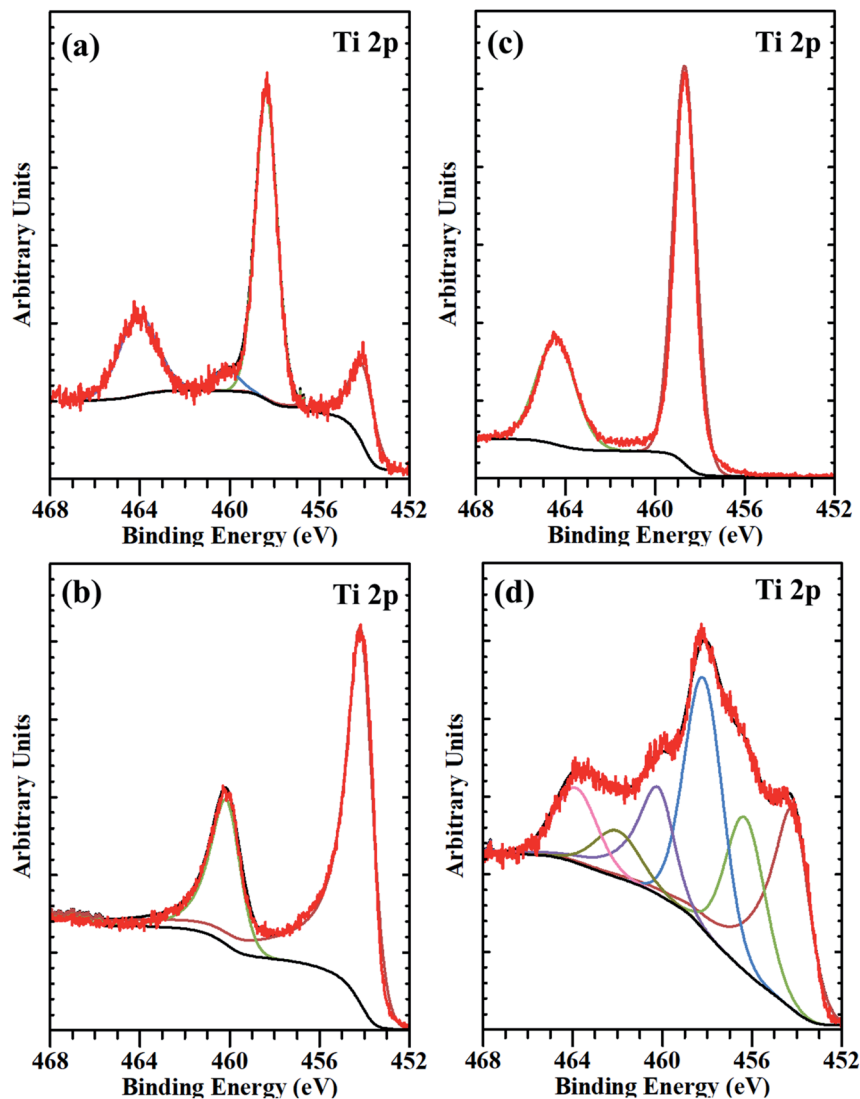 (a)
Ti 2p
Arbitrary Units
468 464 460 456 452
Binding Energy (eV)
(c)
Ti 2p
Arbitrary Units
468 464 460 456 452
Binding Energy (eV)
(b)
Ti 2p
Arbitrary Units
468 464 460 456 452
Binding Energy (eV)
(d)
Ti 2p
Arbitrary Units
468 464 460 456 452
Binding Energy (eV)